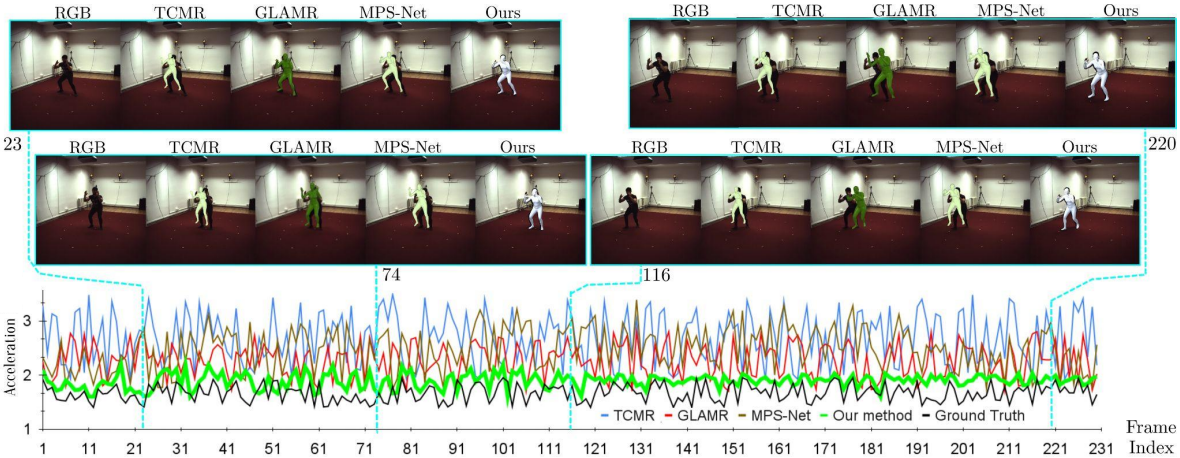 RGB TCMR GLAMR MPS-Net Ours
RGB TCMR GLAMR MPS-Net Ours
23
220
RGB TCMR GLAMR MPS-Net Ours
RGB TCMR GLAMR MPS-Net Ours
74
116
Acceleration
3
2
1
TCMR GLAMR MPS-Net Our method Ground Truth
1 11 21 31 41 51 61 71 81 91 101 111 121 131 141 151 161 171 181 191 201 211 221 231
Frame
Index